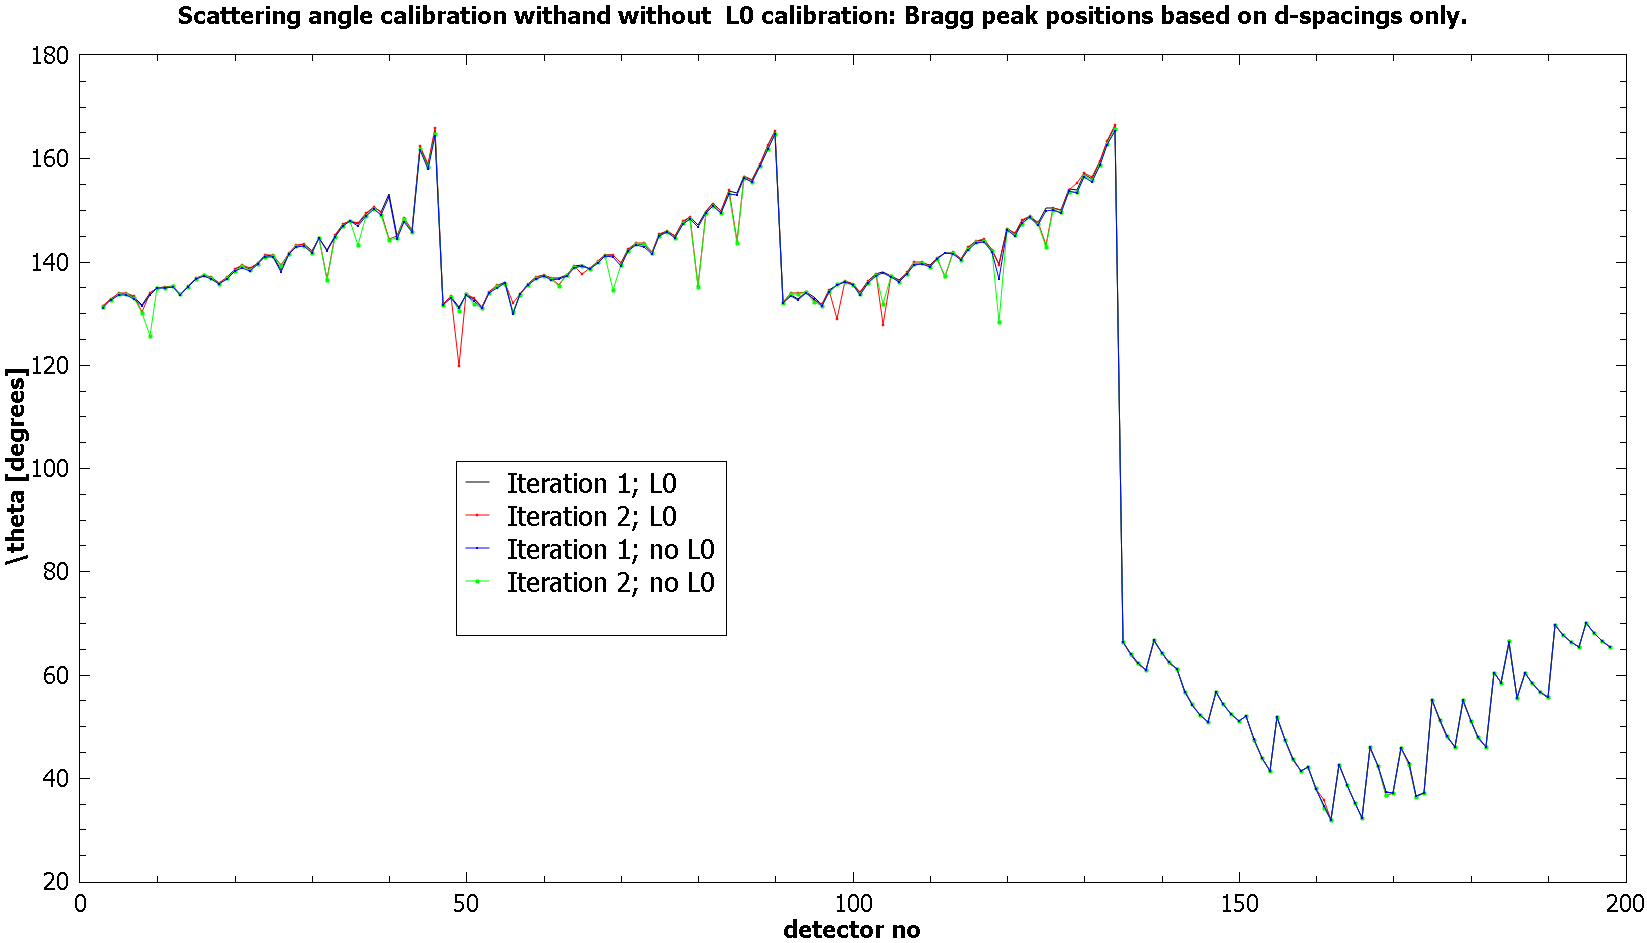 Scattering angle calibration withand without  L0 calibration: Bragg peak positions based on d-spacings only.
180
160
140
120
100
80
60
40
20
\theta [degrees]
Iteration 1; L0
Iteration 2; L0
Iteration 1; no L0
Iteration 2; no L0
0
50
100
150
200
detector no